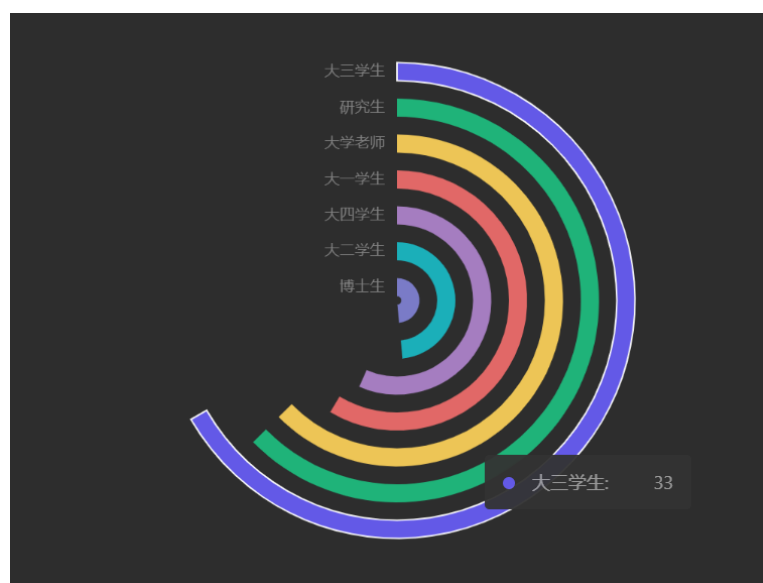 大三学生
研究生
大学老师
大一学生
大四学生
大二学生
博士生
大三学生: 33